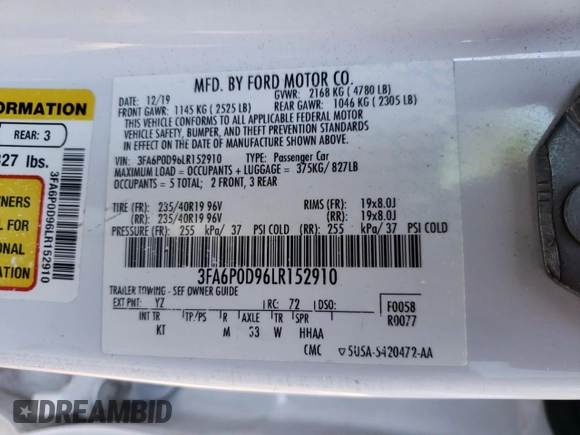 ORMATION
REAR: 3
327 lbs.
WNERS
L FOR
ONAL
ATION
3FA6P0D96LR152910
MFD. BY FORD MOTOR CO.
DATE: 12/19 GVWR: 2168 KG ( 4780 LB)
FRONT GAWR: 1145 KG ( 2525 LB) REAR GAWR: 1046 KG ( 2305 LB)
THIS VEHICLE CONFORMS TO ALL APPLICABLE FEDERAL MOTOR
VEHICLE SAFETY, BUMPER, AND THEFT PREVENTION STANDARDS
IN EFFECT ON THE DATE OF MANUFACTURE SHOWN ABOVE.
VIN: 3FA6P0D96LR152910 TYPE: Passenger Car
MAXIMUM LOAD = OCCUPANTS + LUGGAGE = 375KG/ 827LB
OCCUPANTS = 5 TOTAL; 2 FRONT, 3 REAR
TIRE (FR): 235/40R19 96V RIMS (FR): 19x8.0J
(RR): 235/40R19 96V (RR): 19x8.0J
PRESSURE (FR): 255 kPa/ 37 PSI COLD (RR): 255 kPa/ 37 PSI COLD
3FA6P0D96LR152910
TRAILER TOWING - SEE OWNER GUIDE
EXT PNT: YZ RC: 72 DSO: F0058
INT TR TP/PS R AXLE TR SPR R0077
KT M S3 W HHAA
CMC 5U5A-5420472-AA
DREAMBID